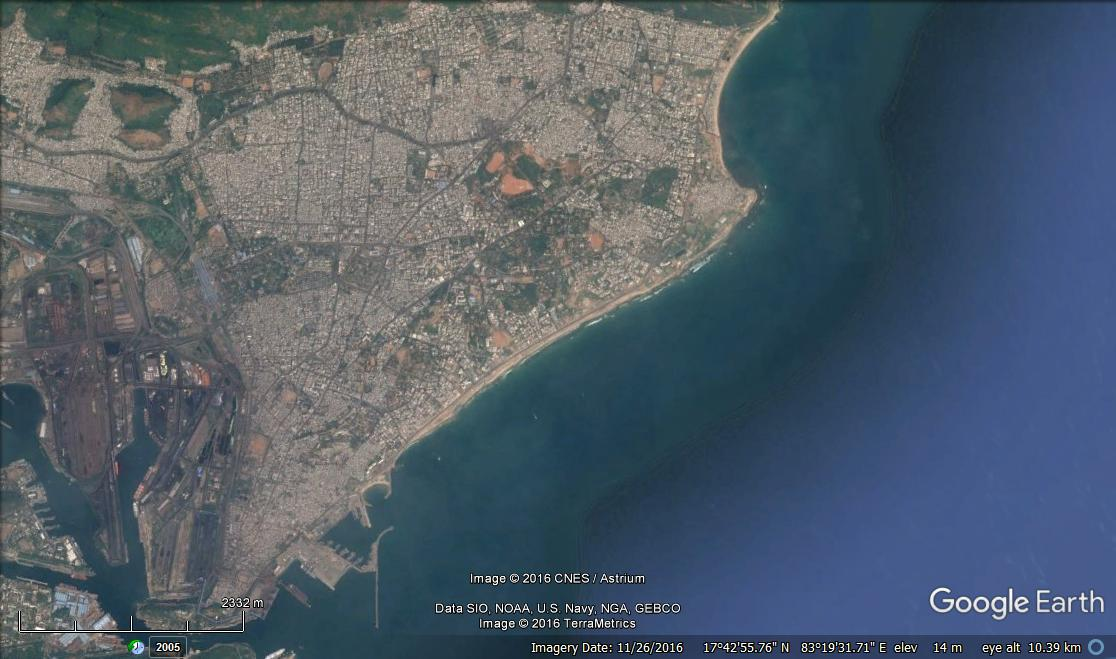 2332 m
Image © 2016 CNES / Astrium
Data SIO, NOAA, U.S. Navy, NGA, GEBCO
Image © 2016 TerraMetrics
Google Earth
2005
Imagery Date: 11/26/2016 17°42'55.76" N 83°19'31.71" E elev 14 m eye alt 10.39 km